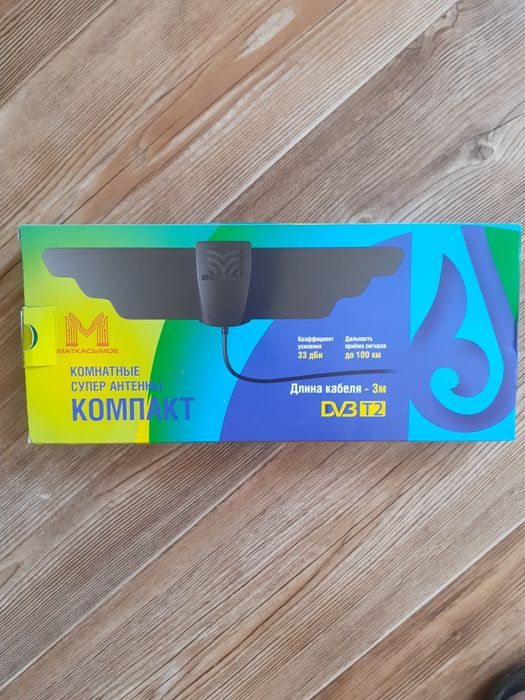 МАТКАСЫМОВ
КОМНАТНЫЕ
СУПЕР АНТЕННЫ
КОМПАКТ
Коэффициент
усиления
33 дБи
Дальность
приёма сигнала
до 100 км
Длина кабеля - 3м
DVB T2